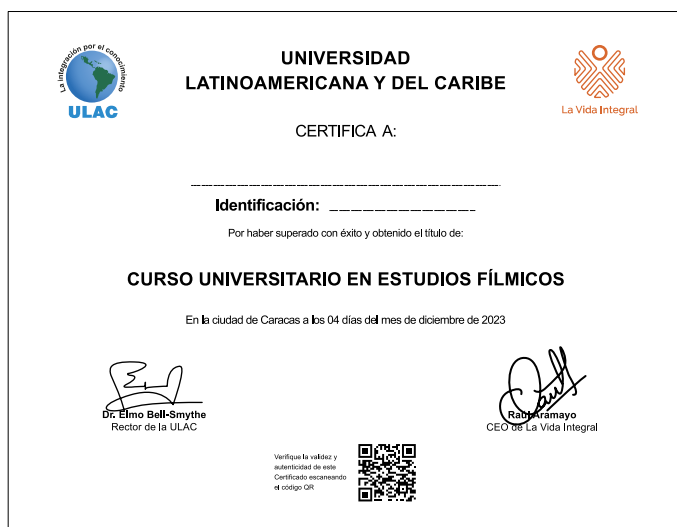 La integración por el conocimiento
ULAC
UNIVERSIDAD
LATINOAMERICANA Y DEL CARIBE
La Vida Integral
CERTIFICA A:
Identificación:
Por haber superado con éxito y obtenido el título de:
CURSO UNIVERSITARIO EN ESTUDIOS FÍLMICOS
En la ciudad de Caracas a los 04 días del mes de diciembre de 2023
Dr. Elmo Bell-Smythe
Rector de la ULAC
Raúl Aramayo
CEO de La Vida Integral
Verifique la validez y
autenticidad de este
Certificado escaneando
el código QR